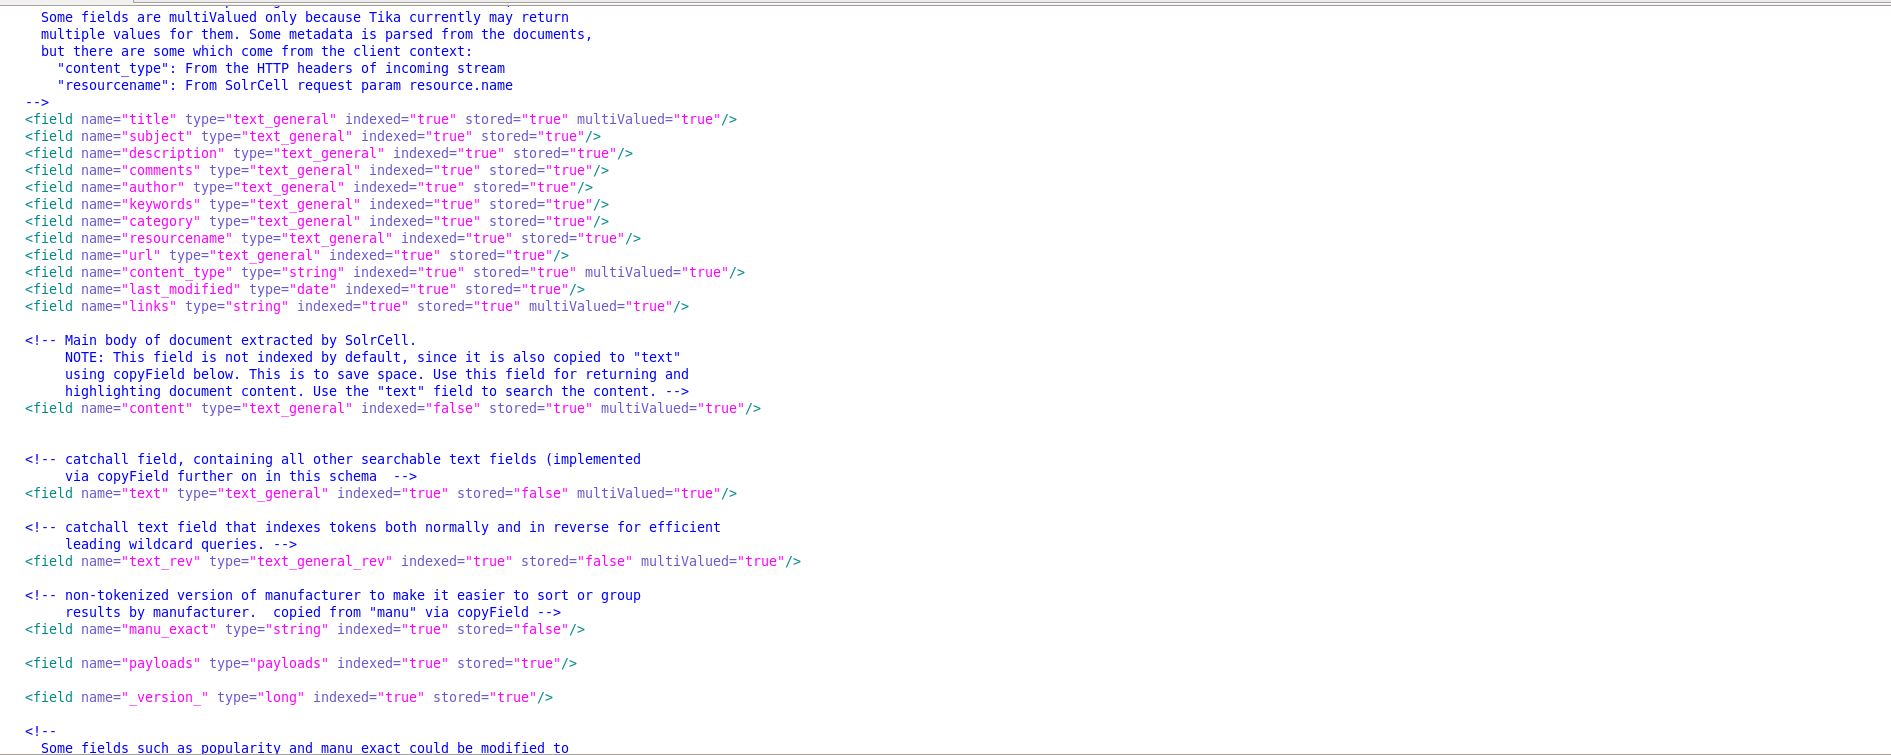 Some fields are multiValued only because Tika currently may return
multiple values for them. Some metadata is parsed from the documents,
but there are some which come from the client context:
"content_type": From the HTTP headers of incoming stream
"resourcename": From SolrCell request param resource.name
-->
<field name="title" type="text_general" indexed="true" stored="true" multiValued="true"/>
<field name="subject" type="text_general" indexed="true" stored="true"/>
<field name="description" type="text_general" indexed="true" stored="true"/>
<field name="comments" type="text_general" indexed="true" stored="true"/>
<field name="author" type="text_general" indexed="true" stored="true"/>
<field name="keywords" type="text_general" indexed="true" stored="true"/>
<field name="category" type="text_general" indexed="true" stored="true"/>
<field name="resourcename" type="text_general" indexed="true" stored="true"/>
<field name="url" type="text_general" indexed="true" stored="true"/>
<field name="content_type" type="string" indexed="true" stored="true" multiValued="true"/>
<field name="last_modified" type="date" indexed="true" stored="true"/>
<field name="links" type="string" indexed="true" stored="true" multiValued="true"/>
<!-- Main body of document extracted by SolrCell.
NOTE: This field is not indexed by default, since it is also copied to "text"
using copyField below. This is to save space. Use this field for returning and
highlighting document content. Use the "text" field to search the content. -->
<field name="content" type="text_general" indexed="false" stored="true" multiValued="true"/>
<!-- catchall field, containing all other searchable text fields (implemented
via copyField further on in this schema  -->
<field name="text" type="text_general" indexed="true" stored="false" multiValued="true"/>
<!-- catchall text field that indexes tokens both normally and in reverse for efficient
leading wildcard queries. -->
<field name="text_rev" type="text_general_rev" indexed="true" stored="false" multiValued="true"/>
<!-- non-tokenized version of manufacturer to make it easier to sort or group
results by manufacturer.  copied from "manu" via copyField -->
<field name="manu_exact" type="string" indexed="true" stored="false"/>
<field name="payloads" type="payloads" indexed="true" stored="true"/>
<field name="_version_" type="long" indexed="true" stored="true"/>
<!--
Some fields such as popularity and manu_exact could be modified to